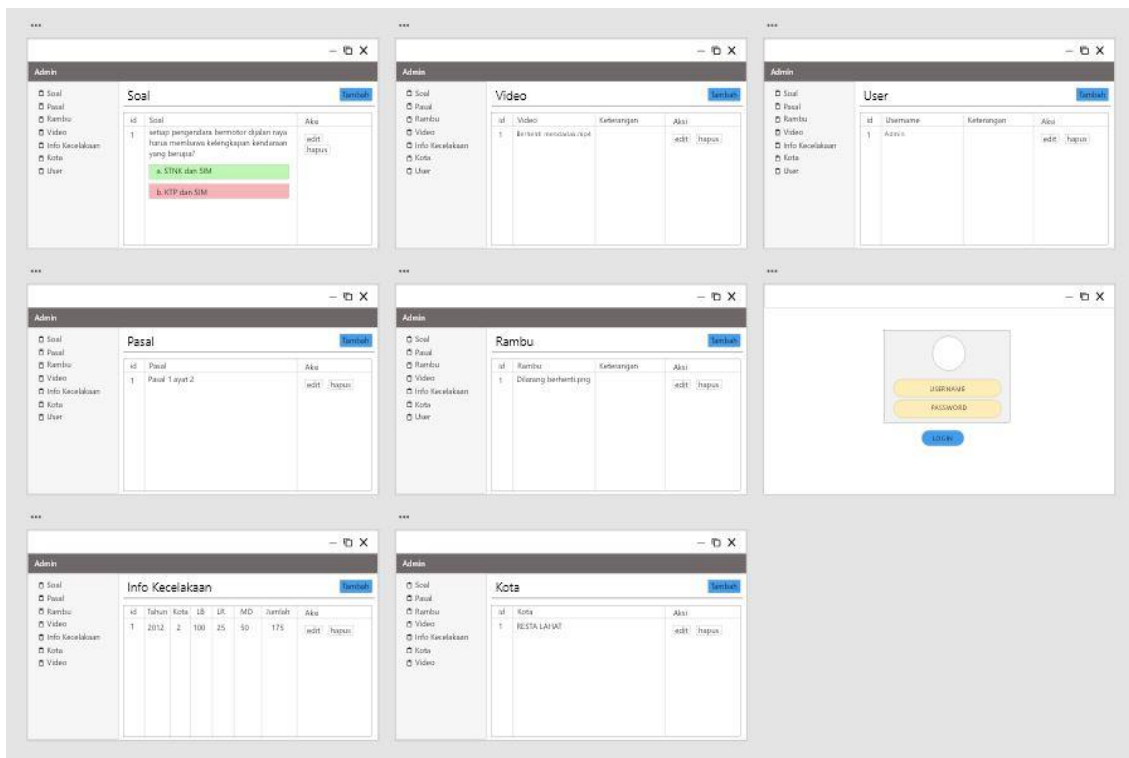 Admin
Soal
Pasal
Rambu
Video
Info Kecelakaan
Kota
User
Soal
Tambah
id Soal Aksi
1 setiap pengendara bermotor dijalan raya
harus membawa kelengkapan kendaraan
yang berupa?
edit
hapus
a. STNK dan SIM
b. KTP dan SIM
Admin
Soal
Pasal
Rambu
Video
Info Kecelakaan
Kota
User
Video
Tambah
id Video Keterangan Aksi
1 Berhenti mendadak.mp4
edit hapus
Admin
Soal
Pasal
Rambu
Video
Info Kecelakaan
Kota
User
User
Tambah
id Username Keterangan Aksi
1 Admin
edit hapus
Admin
Soal
Pasal
Rambu
Video
Info Kecelakaan
Kota
User
Pasal
Tambah
id Pasal Aksi
1 Pasal 1 ayat 2
edit hapus
Admin
Soal
Pasal
Rambu
Video
Info Kecelakaan
Kota
User
Rambu
Tambah
id Rambu Keterangan Aksi
1 Dilarang berhenti.png
edit hapus
USERNAME
PASSWORD
LOGIN
Admin
Soal
Pasal
Rambu
Video
Info Kecelakaan
Kota
Video
Info Kecelakaan
Tambah
id Tahun Kota LB LR MD Jumlah Aksi
1 2012 2 100 25 50 175
edit hapus
Admin
Soal
Pasal
Rambu
Video
Info Kecelakaan
Kota
Video
Kota
Tambah
id Kota Aksi
1 RESTA LAHAT
edit hapus